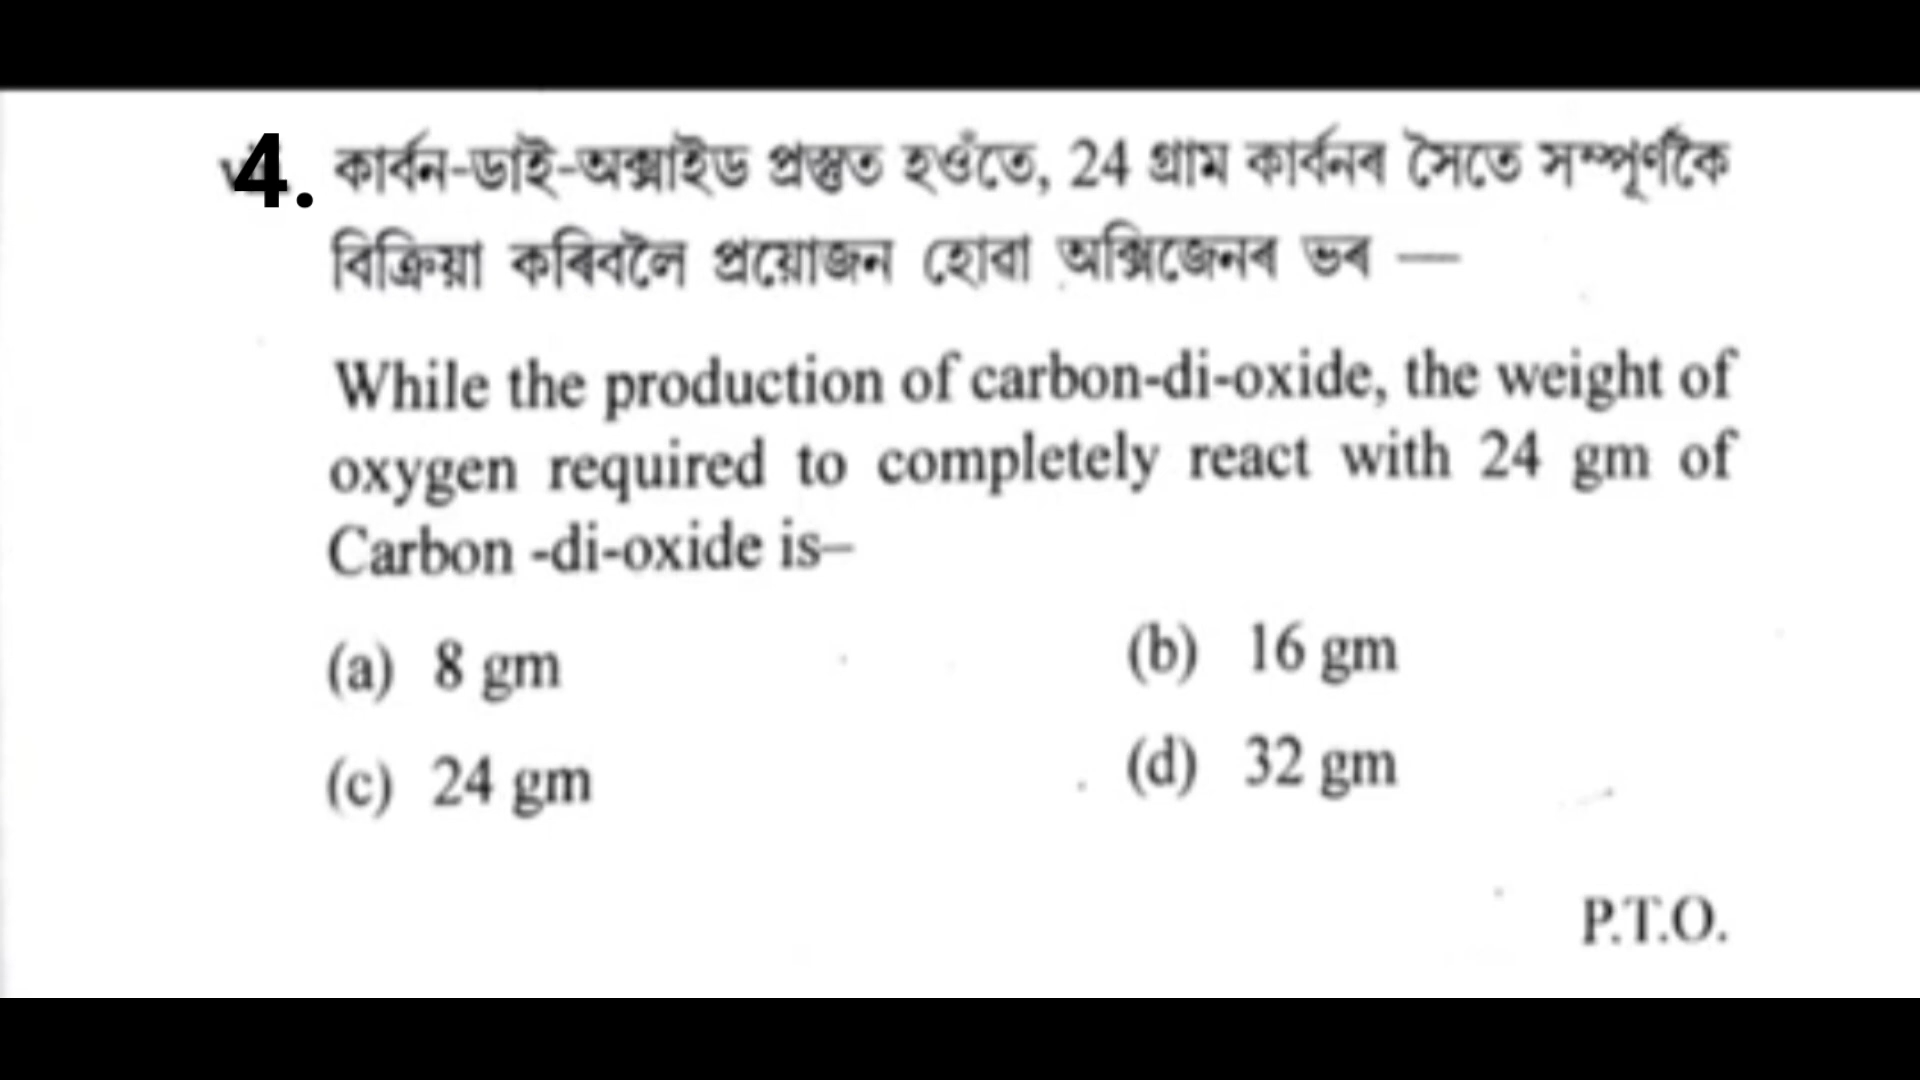 4. কাৰ্বন-ডাই-অক্সাইড প্ৰস্তুত হওঁতে, 24 গ্ৰাম কাৰ্বনৰ সৈতে সম্পূৰ্ণকৈ
বিক্ৰিয়া কৰিবলৈ প্ৰয়োজন হোৱা অক্সিজেনৰ ভৰ —
While the production of carbon-di-oxide, the weight of
oxygen required to completely react with 24 gm of
Carbon -di-oxide is–
(a) 8 gm (b) 16 gm
(c) 24 gm (d) 32 gm
P.T.O.